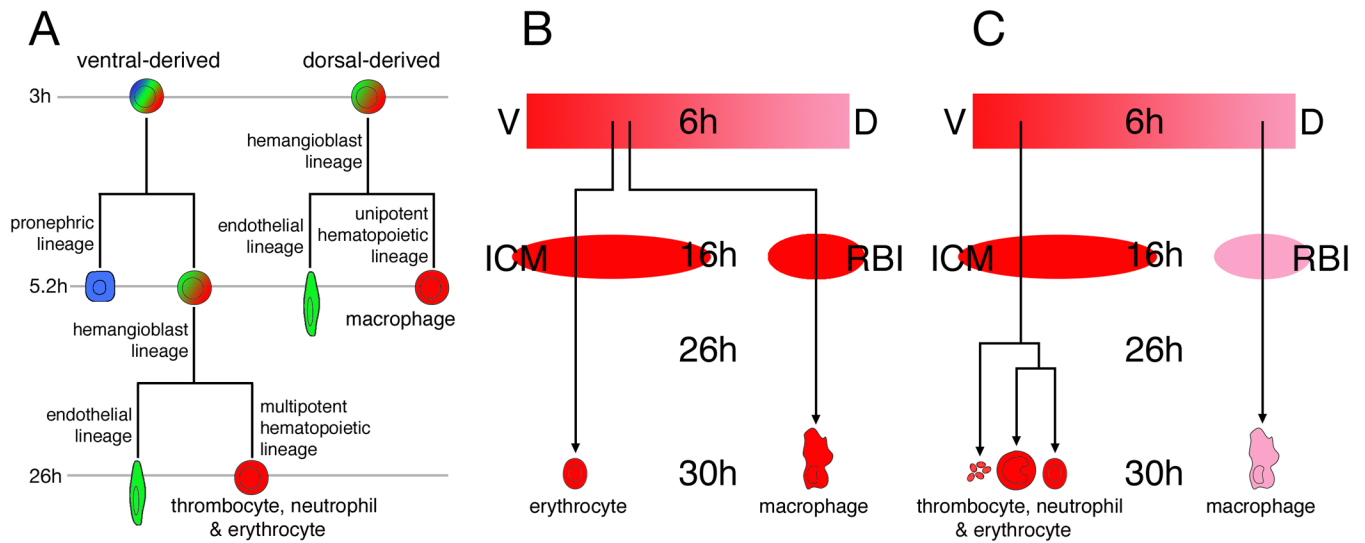 A
ventral-derived
dorsal-derived
3h
hemangioblast
lineage
pronephric
lineage
endothelial
lineage
unipotent
hematopoietic
lineage
5.2h
macrophage
hemangioblast
lineage
endothelial
lineage
multipotent
hematopoietic
lineage
26h
thrombocyte, neutrophil
& erythrocyte
B
V
6h
D
ICM
16h
RBI
26h
30h
erythrocyte
macrophage
C
V
6h
D
ICM
16h
RBI
26h
30h
thrombocyte, neutrophil
& erythrocyte
macrophage